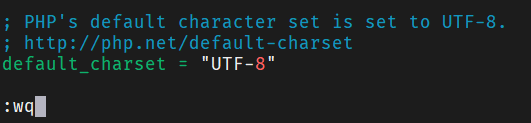 ; PHP's default character set is set to UTF-8.
; http://php.net/default-charset
default_charset = "UTF-8"
:wq